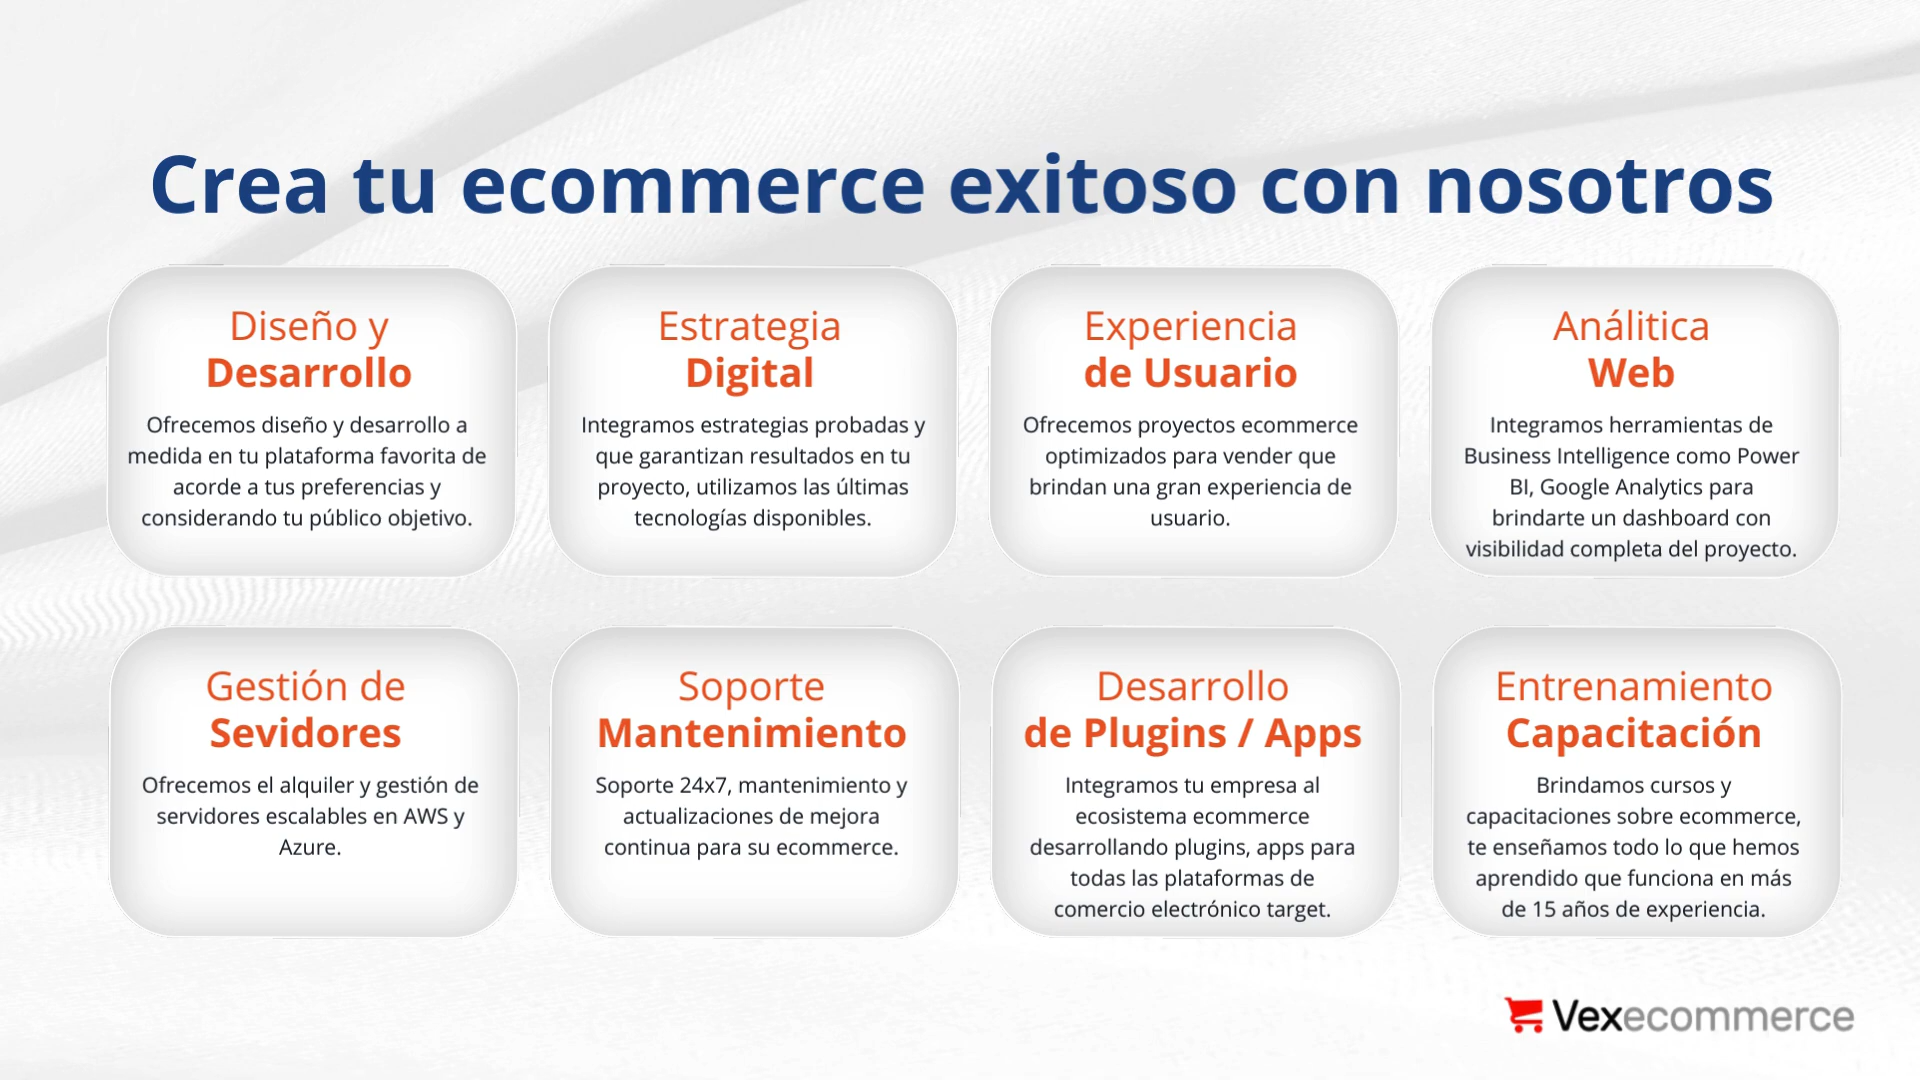 Crea tu ecommerce exitoso con nosotros
Diseño y
Desarrollo
Ofrecemos diseño y desarrollo a
medida en tu plataforma favorita de
acorde a tus preferencias y
considerando tu público objetivo.
Estrategia
Digital
Integramos estrategias probadas y
que garantizan resultados en tu
proyecto, utilizamos las últimas
tecnologías disponibles.
Experiencia
de Usuario
Ofrecemos proyectos ecommerce
optimizados para vender que
brindan una gran experiencia de
usuario.
Análitica
Web
Integramos herramientas de
Business Intelligence como Power
BI, Google Analytics para
brindarte un dashboard con
visibilidad completa del proyecto.
Gestión de
Sevidores
Ofrecemos el alquiler y gestión de
servidores escalables en AWS y
Azure.
Soporte
Mantenimiento
Soporte 24x7, mantenimiento y
actualizaciones de mejora
continua para su ecommerce.
Desarrollo
de Plugins / Apps
Integramos tu empresa al
ecosistema ecommerce
desarrollando plugins, apps para
todas las plataformas de
comercio electrónico target.
Entrenamiento
Capacitación
Brindamos cursos y
capacitaciones sobre ecommerce,
te enseñamos todo lo que hemos
aprendido que funciona en más
de 15 años de experiencia.
Vexecommerce